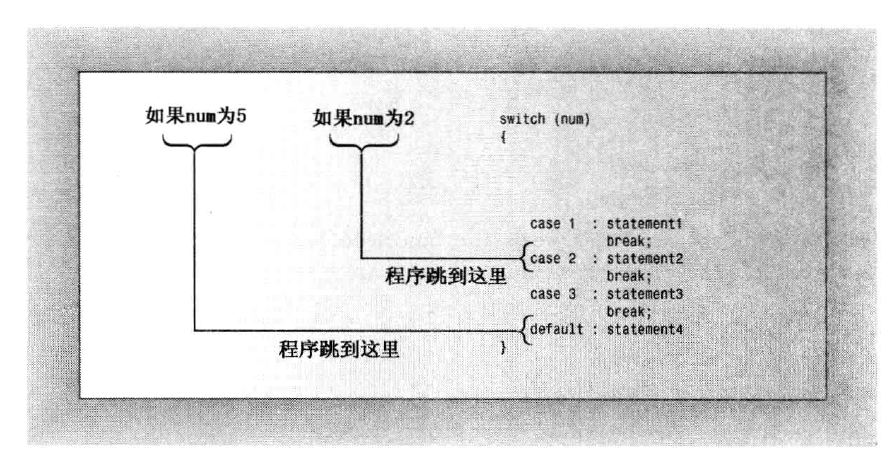 如果num为5
如果num为2
switch (num)
{
case 1 : statement1
break;
case 2 : statement2
break;
程序跳到这里
case 3 : statement3
break;
default : statement4
程序跳到这里
}